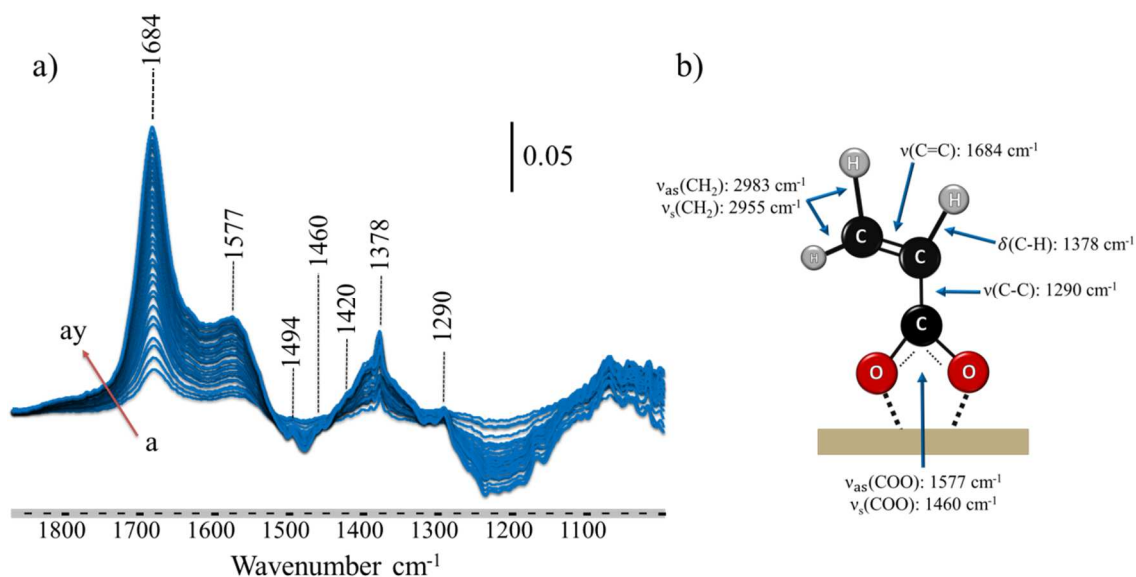 a)
1684
1577
1494
1460
1420
1378
1290
0.05
ay
a
1800 1700 1600 1500 1400 1300 1200 1100
Wavenumber cm-1
b)
H
ν(C=C): 1684 cm-1
νas(CH2): 2983 cm-1
νs(CH2): 2955 cm-1
H
C
H
C
δ(C-H): 1378 cm-1
ν(C-C): 1290 cm-1
C
O O
νas(COO): 1577 cm-1
νs(COO): 1460 cm-1